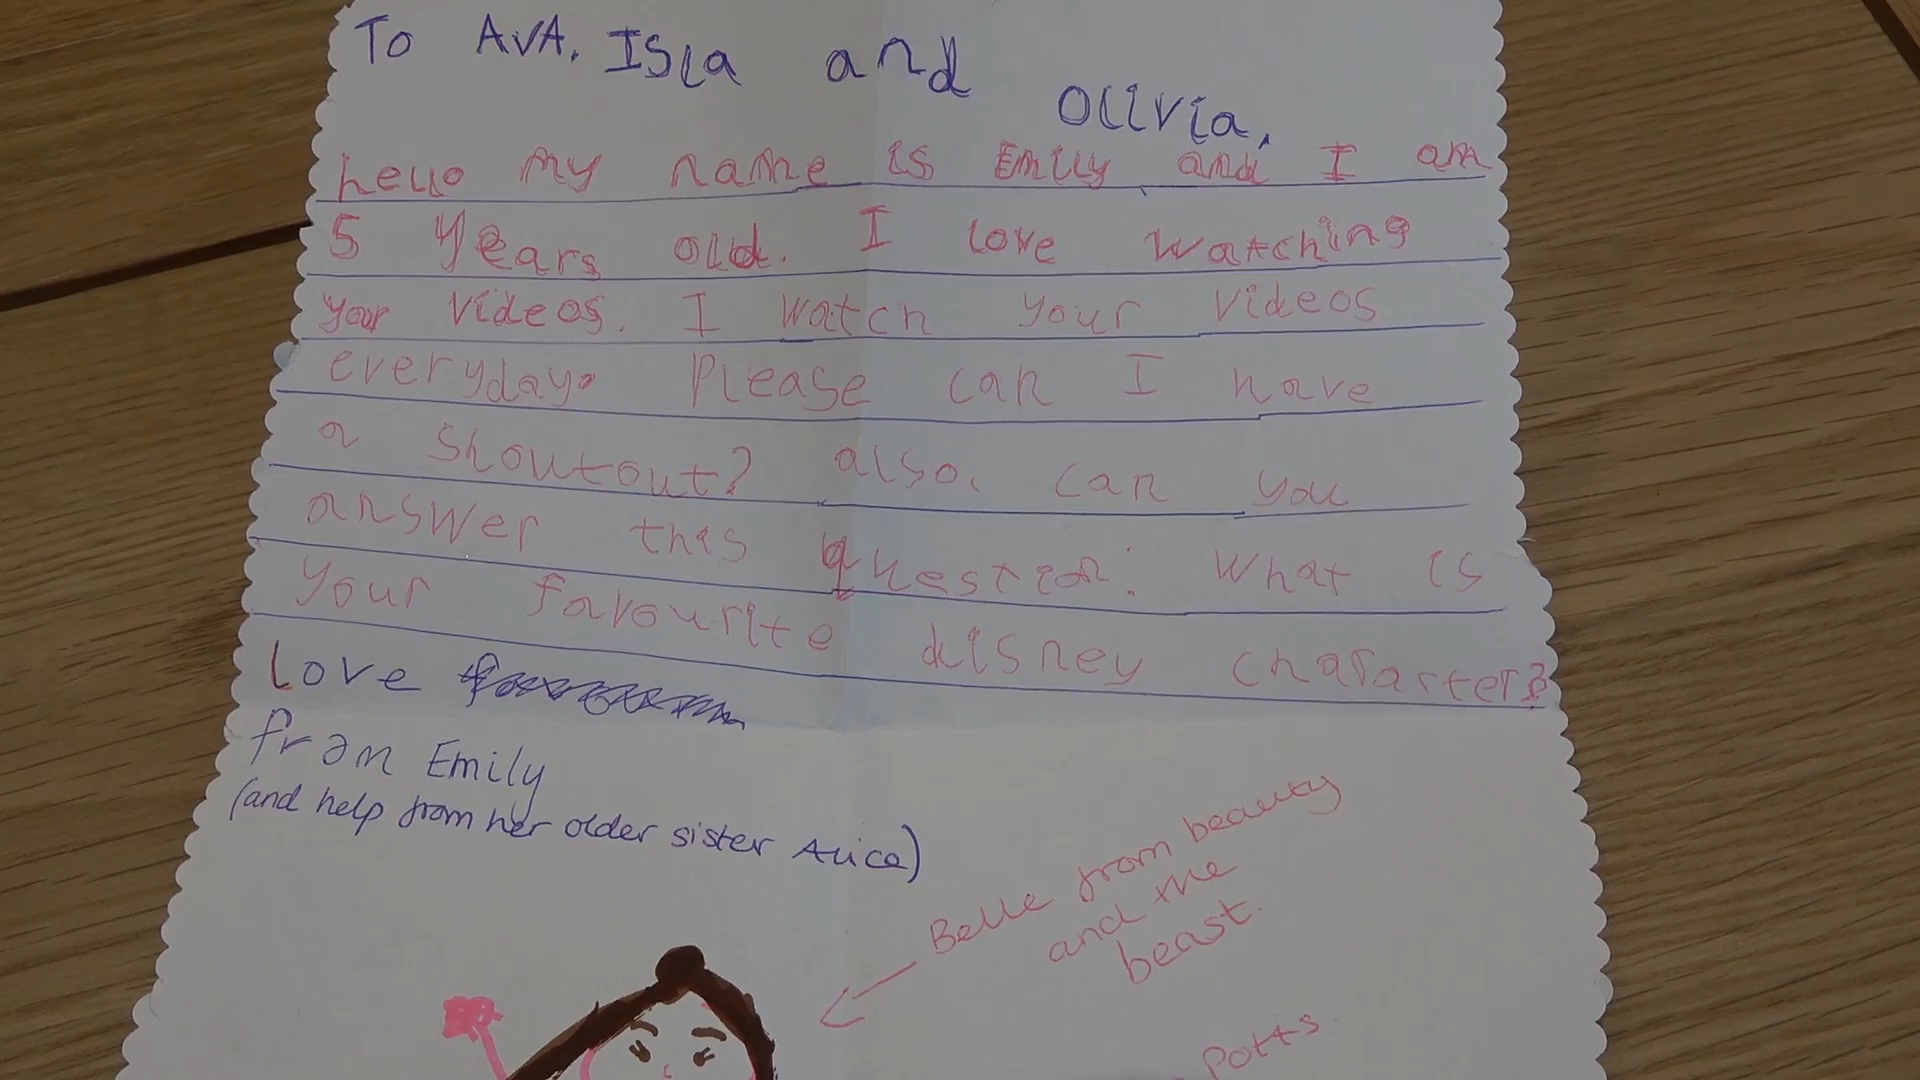 To AVA. Isla and
Olivia,
hello my name is Emily and I am
5 years old. I love watching
your videos. I watch your videos
everyday. Please can I have
a shoutout? also, can you
answer this question: what is
your favourite disney character?
Love
from Emily
(and help from her older sister Alice)
Belle from beauty
and the
beast.
Potts